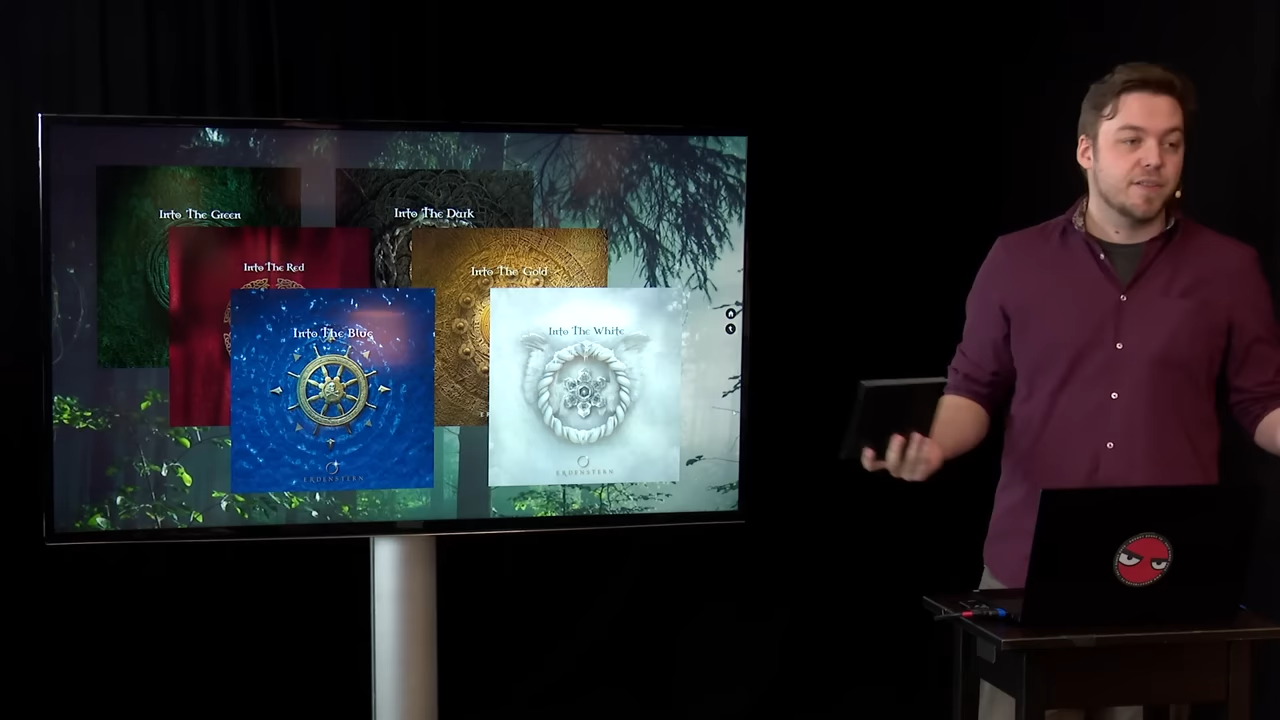 Into The Green
Into The Dark
Into The Red
Into The Gold
Into The Blue
Into The White
ERDENSTERN
ERDENSTERN